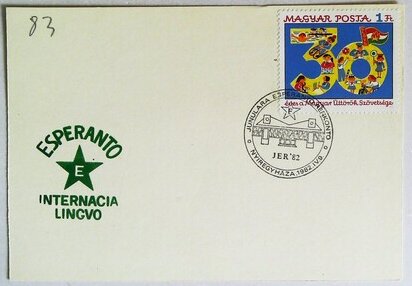 83
MAGYAR POSTA 1 Ft
30
éves a Magyar Úttörők Szövetsége
JUNULARA ESPERANTO-RENKONTO
E
JER '82
NYÍREGYHÁZA, 1982. IV.
ESPERANTO
E
INTERNACIA
LINGVO